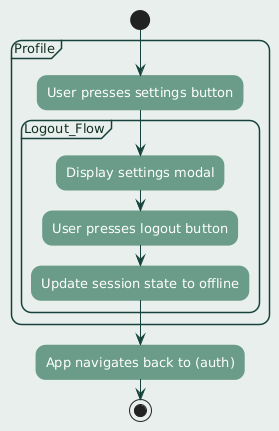 Profile
User presses settings button
Logout_Flow
Display settings modal
User presses logout button
Update session state to offline
App navigates back to (auth)